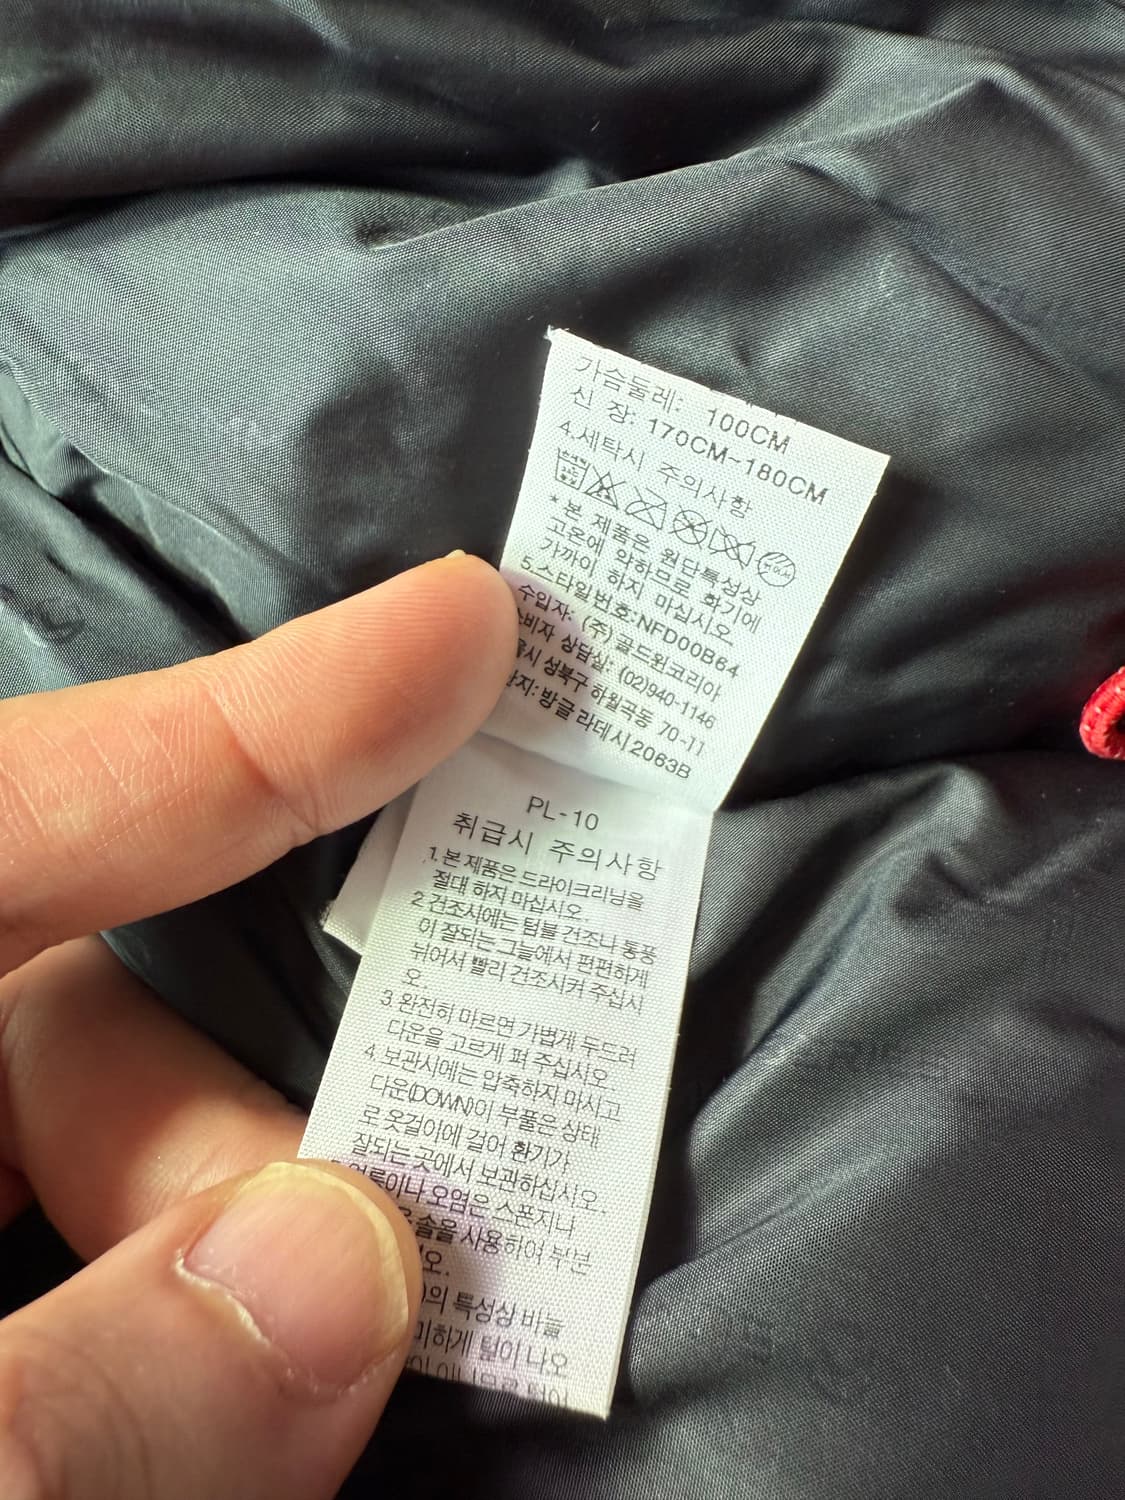 가슴둘레: 100CM
신 장: 170CM~180CM
4.세탁시 주의사항
* 본 제품은 원단특성상
고온에 약하므로 화기에
가까이 하지 마십시오
5.스타일번호:NFD00B64
수입자: (주) 골드윈코리아
비자 상담실: (02)940-1146
시 성북구 하월곡동 70-11
지: 방글라데시2063B
PL-10
취급시 주의사항
1.본 제품은 드라이크리닝을
절대 하지 마십시오
2 건조시에는 텀블 건조나 통풍
이 잘되는 그늘에서 편편하게
뉘어서 빨리 건조시켜 주십시
오.
3 완전히 마르면 가볍게 두드려
다운을 고르게 펴 주십시오
4. 보관시에는 압축하지 마시고
다운(DOWN)이 부풀은 상태
로 옷걸이에 걸어 환기가
잘되는 곳에서 보관하십시오.
이나 오염은 스폰지나
솔을 사용하여 부분
오.
의 특성상 바늘
미하게 털이 나오